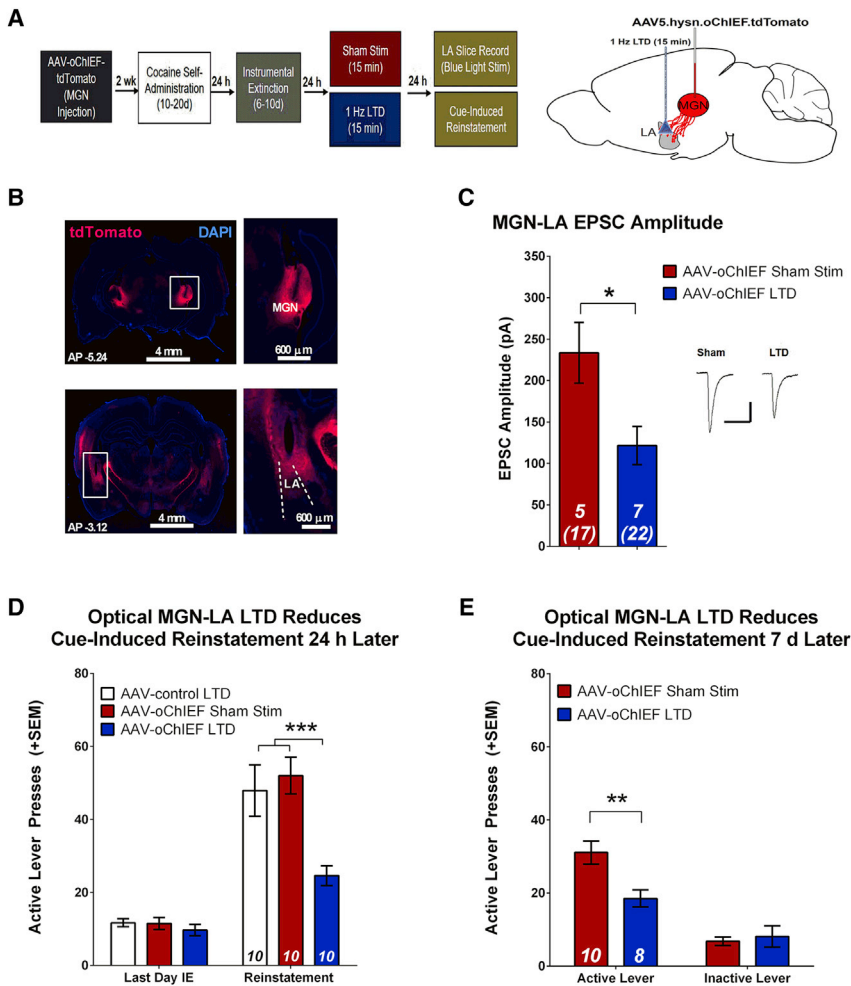 A
AAV-oChIEF-
tdTomato
(MGN
Injection)
2 wk
Cocaine Self-
Administration
(10-20d)
24 h
Instrumental
Extinction
(6-10d)
24 h
Sham Stim
(15 min)
1 Hz LTD
(15 min)
24 h
LA Slice Record
(Blue Light Stim)
Cue-Induced
Reinstatement
AAV5.hysn.oChIEF.tdTomato
1 Hz LTD (15 min)
MGN
LA
B
tdTomato
DAPI
AP -5.24
4 mm
MGN
600 µm
AP -3.12
4 mm
LA
600 µm
C
MGN-LA EPSC Amplitude
EPSC Amplitude (pA)
350
300
250
200
150
100
50
0
AAV-oChIEF Sham Stim
AAV-oChIEF LTD
*
5
(17)
7
(22)
Sham
LTD
D
Optical MGN-LA LTD Reduces
Cue-Induced Reinstatement 24 h Later
Active Lever Presses (+SEM)
80
60
40
20
0
AAV-control LTD
AAV-oChIEF Sham Stim
AAV-oChIEF LTD
***
10
10
10
Last Day IE
Reinstatement
E
Optical MGN-LA LTD Reduces
Cue-Induced Reinstatement 7 d Later
Active Lever Presses (+SEM)
80
60
40
20
0
AAV-oChIEF Sham Stim
AAV-oChIEF LTD
**
10
8
Active Lever
Inactive Lever